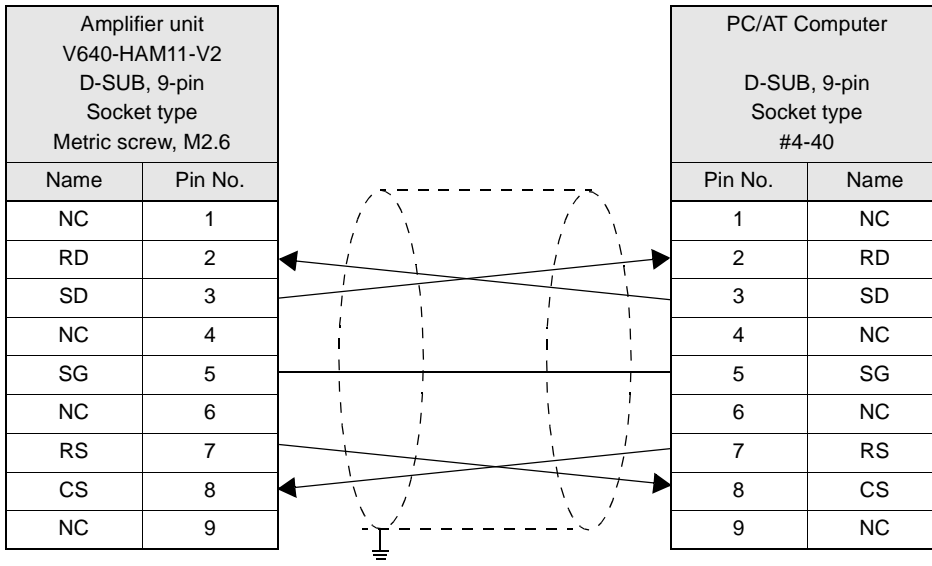 Amplifier unit
V640-HAM11-V2
D-SUB, 9-pin
Socket type
Metric screw, M2.6
Name Pin No.
NC 1
RD 2
SD 3
NC 4
SG 5
NC 6
RS 7
CS 8
NC 9
PC/AT Computer
D-SUB, 9-pin
Socket type
#4-40
Pin No. Name
1 NC
2 RD
3 SD
4 NC
5 SG
6 NC
7 RS
8 CS
9 NC